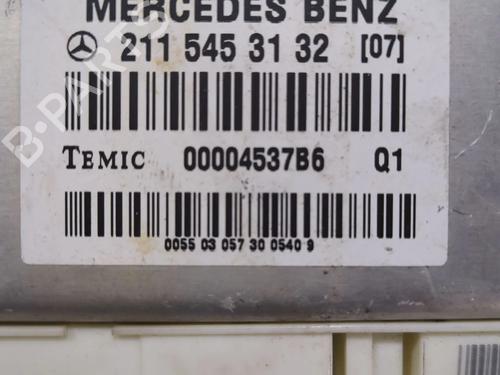 MERCEDES BENZ
211 545 31 32 [07]
TEMIC 00004537B6 Q1
0055 03 057 30 0540 9
B-PARTS